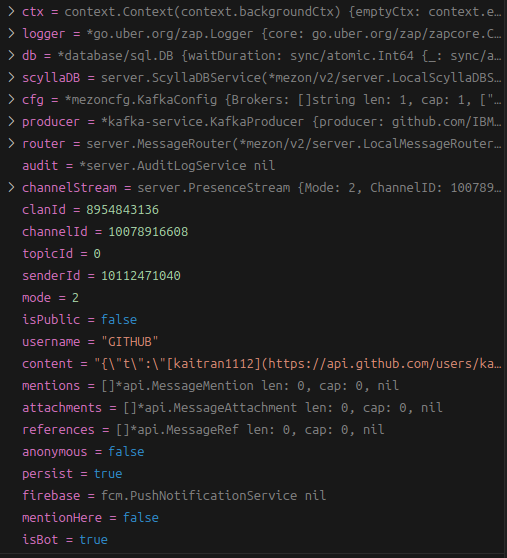 ctx = context.Context(context.backgroundCtx) {emptyCtx: context.e...
logger = *go.uber.org/zap.Logger {core: go.uber.org/zap/zapcore.C...
db = *database/sql.DB {waitDuration: sync/atomic.Int64 {_: sync/a...
scyllaDB = server.ScyllaDBService(*mezon/v2/server.LocalScyllaDBS...
cfg = *mezoncfg.KafkaConfig {Brokers: []string len: 1, cap: 1, ["...
producer = *kafka-service.KafkaProducer {producer: github.com/IBM...
router = server.MessageRouter(*mezon/v2/server.LocalMessageRouter...
audit = *server.AuditLogService nil
channelStream = server.PresenceStream {Mode: 2, ChannelID: 100789...
clanId = 8954843136
channelId = 10078916608
topicId = 0
senderId = 10112471040
mode = 2
isPublic = false
username = "GITHUB"
content = "{\"t\":\"[kaitran1112](https://api.github.com/users/ka...
mentions = []*api.MessageMention len: 0, cap: 0, nil
attachments = []*api.MessageAttachment len: 0, cap: 0, nil
references = []*api.MessageRef len: 0, cap: 0, nil
anonymous = false
persist = true
firebase = fcm.PushNotificationService nil
mentionHere = false
isBot = true